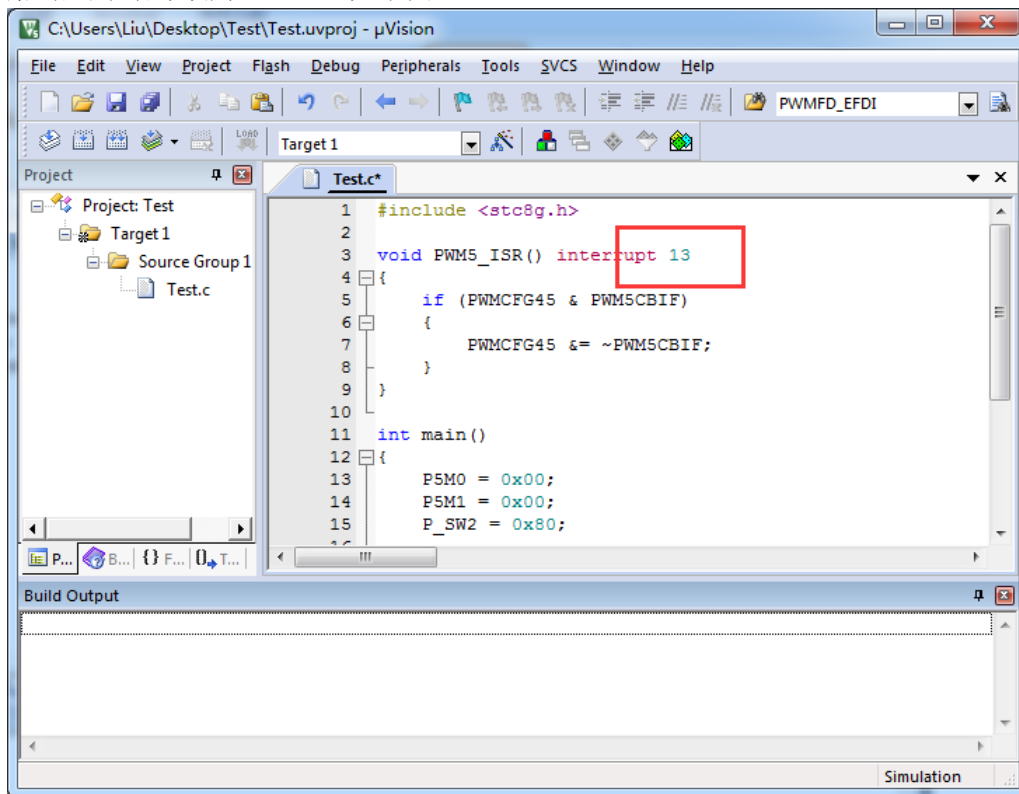 C:\Users\Liu\Desktop\Test\Test.uvproj - µVision
File Edit View Project Flash Debug Peripherals Tools SVCS Window Help
PWMFD_EFDI
LOAD Target 1
Project
Test.c*
Project: Test
Target 1
Source Group 1
Test.c
1 #include <stc8g.h>
2
3 void PWM5_ISR() interrupt 13
4 {
5 if (PWMCFG45 & PWM5CBIF)
6 {
7 PWMCFG45 &= ~PWM5CBIF;
8 }
9 }
10
11 int main()
12 {
13 P5M0 = 0x00;
14 P5M1 = 0x00;
15 P_SW2 = 0x80;
P... B... {} F... 0 T...
Build Output
Simulation